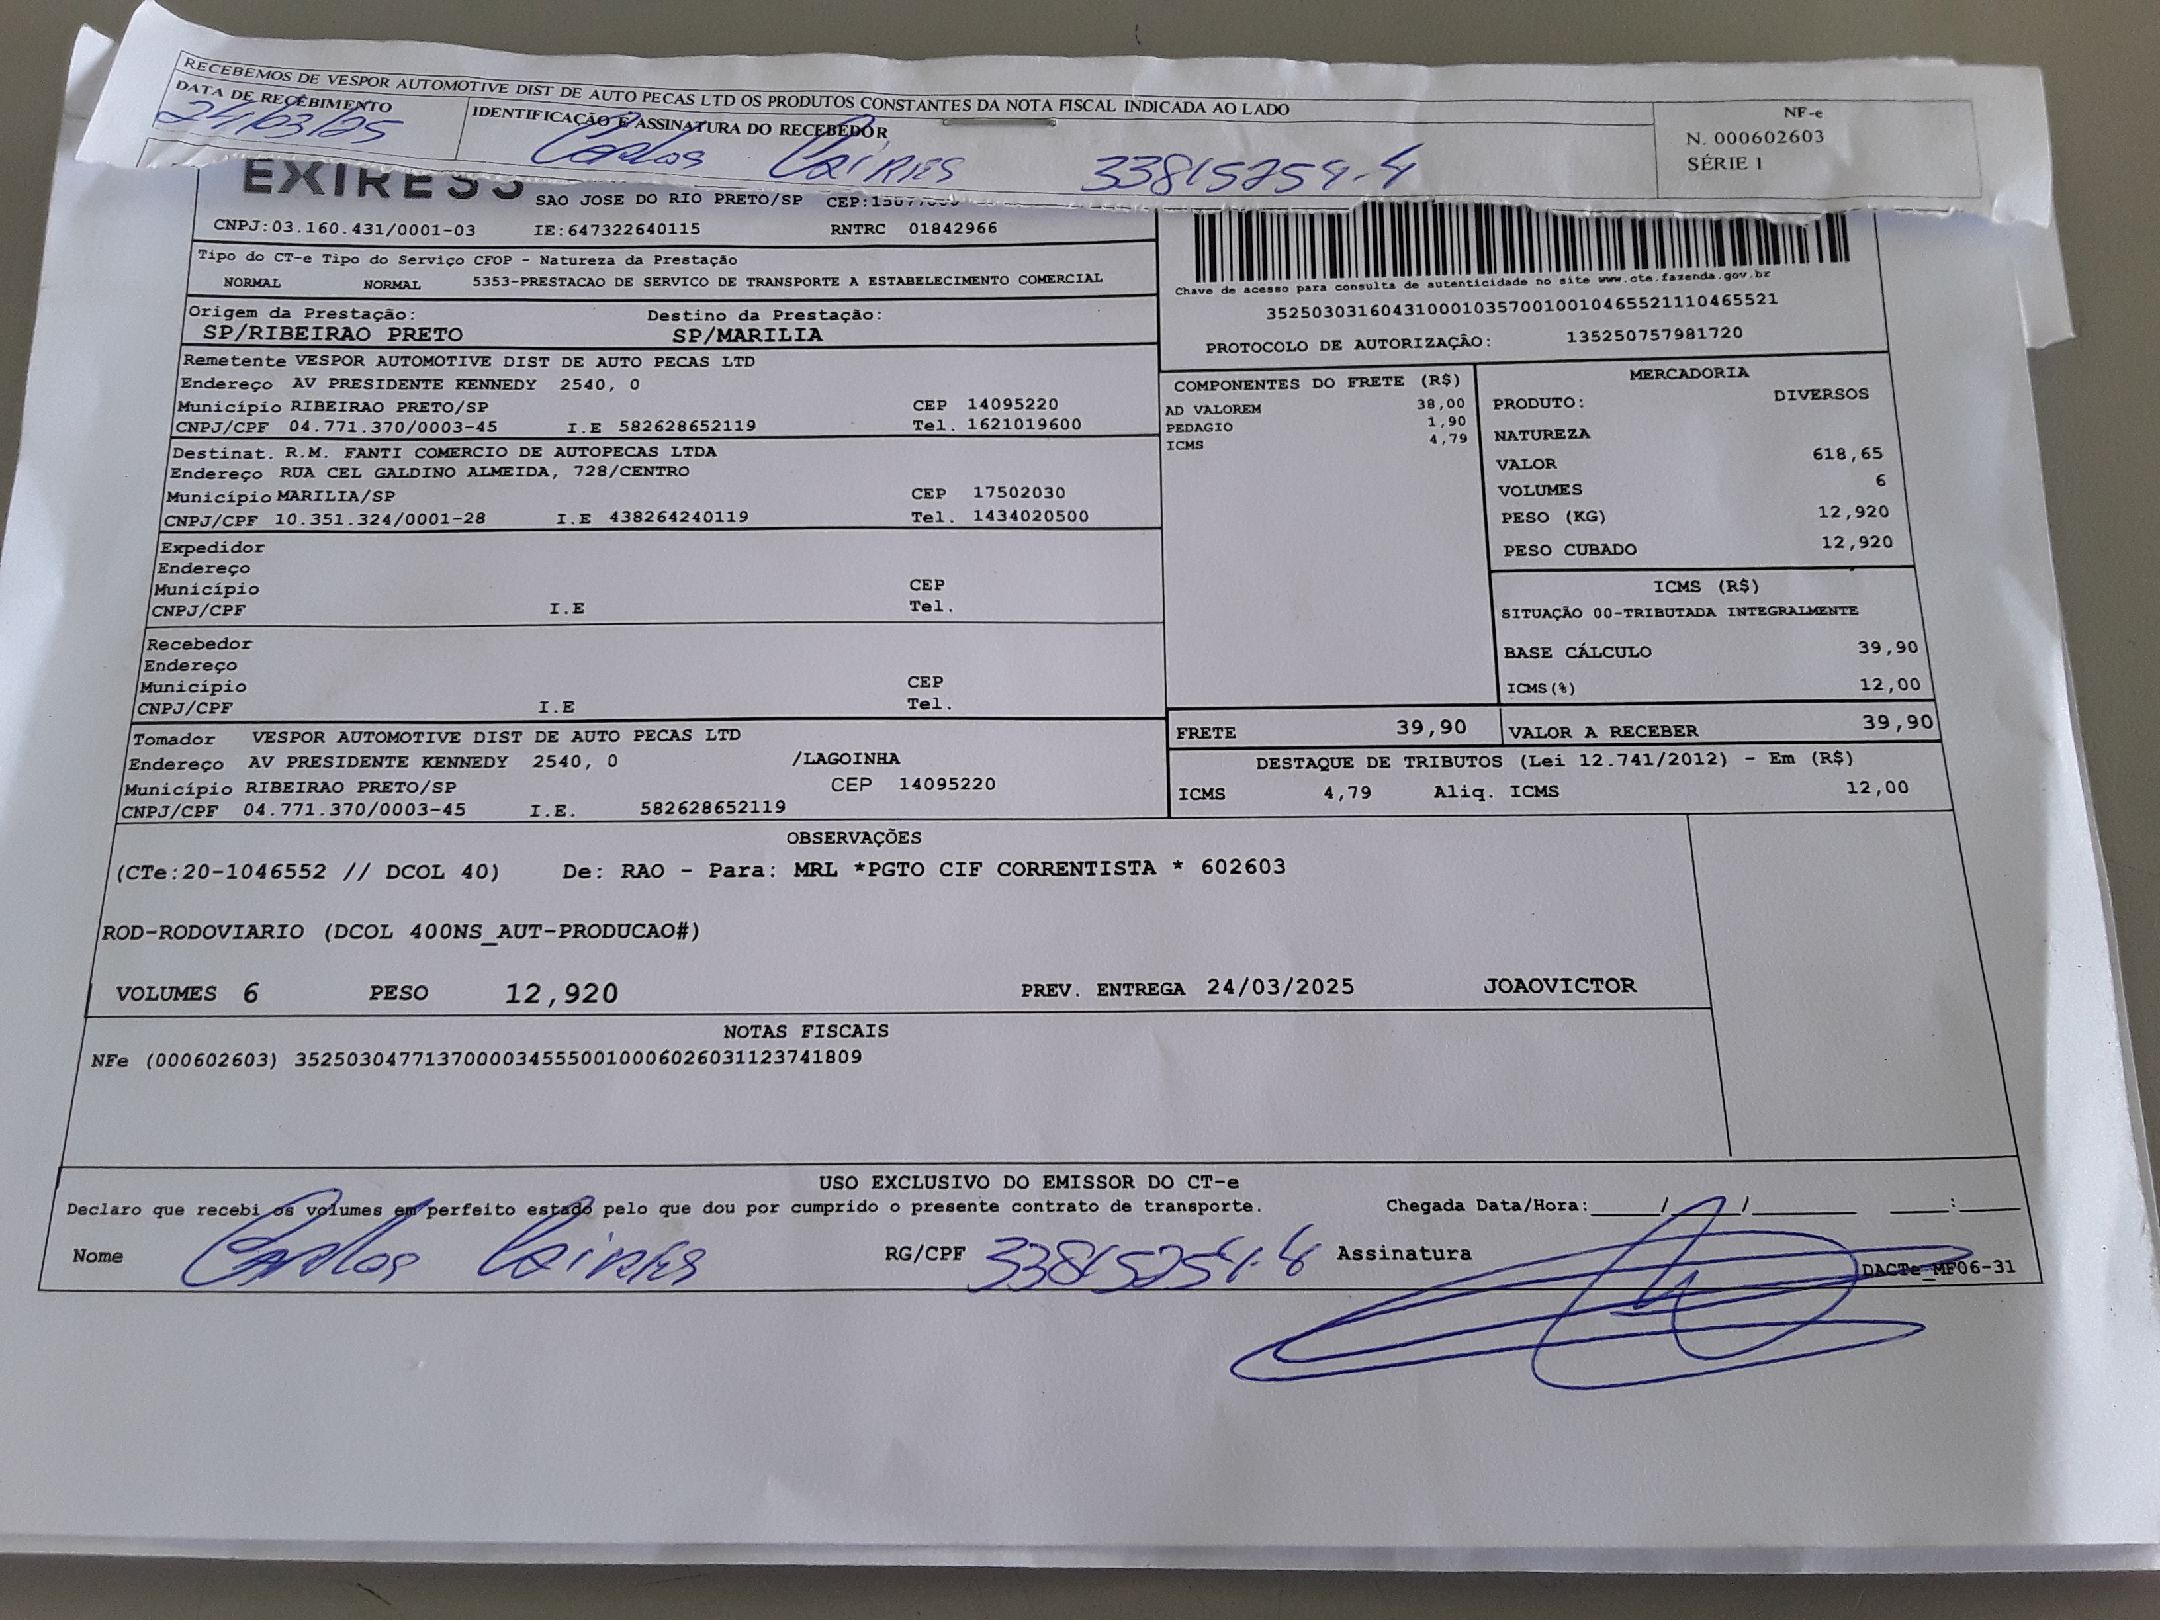 RECEBEMOS DE VESPOR AUTOMOTIVE DIST DE AUTO PECAS LTD OS PRODUTOS CONSTANTES DA NOTA FISCAL INDICADA AO LADO
DATA DE RECEBIMENTO
24/03/25
IDENTIFICAÇÃO E ASSINATURA DO RECEBEDOR
Carlos 33815254-4
NF-e
N. 000602603
SÉRIE 1
SAO JOSE DO RIO PRETO/SP CEP:
CNPJ:03.160.431/0001-03 IE:647322640115 RNTRC 01842966
Tipo do CT-e Tipo do Serviço CFOP - Natureza da Prestação
NORMAL NORMAL 5353-PRESTACAO DE SERVICO DE TRANSPORTE A ESTABELECIMENTO COMERCIAL
Origem da Prestação: Destino da Prestação:
SP/RIBEIRAO PRETO SP/MARILIA
Chave de acesso para consulta de autenticidade no site www.cte.fazenda.gov.br
35250303160431000103570010010465521110465521
PROTOCOLO DE AUTORIZAÇÃO: 135250757981720
Remetente VESPOR AUTOMOTIVE DIST DE AUTO PECAS LTD
Endereço AV PRESIDENTE KENNEDY 2540, 0
Município RIBEIRAO PRETO/SP CEP 14095220
CNPJ/CPF 04.771.370/0003-45 I.E 582628652119 Tel. 1621019600
Destinat. R.M. FANTI COMERCIO DE AUTOPECAS LTDA
Endereço RUA CEL GALDINO ALMEIDA, 728/CENTRO
Município MARILIA/SP CEP 17502030
CNPJ/CPF 10.351.324/0001-28 I.E 438264240119 Tel. 1434020500
Expedidor
Endereço
Município CEP
CNPJ/CPF I.E Tel.
Recebedor
Endereço
Município CEP
CNPJ/CPF I.E Tel.
Tomador VESPOR AUTOMOTIVE DIST DE AUTO PECAS LTD
Endereço AV PRESIDENTE KENNEDY 2540, 0 /LAGOINHA
Município RIBEIRAO PRETO/SP CEP 14095220
CNPJ/CPF 04.771.370/0003-45 I.E. 582628652119
COMPONENTES DO FRETE (R$)
AD VALOREM 38,00
PEDAGIO 1,90
ICMS 4,79
MERCADORIA
PRODUTO: DIVERSOS
NATUREZA
VALOR 618,65
VOLUMES 6
PESO (KG) 12,920
PESO CUBADO 12,920
ICMS (R$)
SITUAÇÃO 00-TRIBUTADA INTEGRALMENTE
BASE CÁLCULO 39,90
ICMS(%) 12,00
FRETE 39,90 VALOR A RECEBER 39,90
DESTAQUE DE TRIBUTOS (Lei 12.741/2012) - Em (R$)
ICMS 4,79 Aliq. ICMS 12,00
OBSERVAÇÕES
(CTe:20-1046552 // DCOL 40) De: RAO - Para: MRL *PGTO CIF CORRENTISTA * 602603
ROD-RODOVIARIO (DCOL 400NS_AUT-PRODUCAO#)
VOLUMES 6 PESO 12,920 PREV. ENTREGA 24/03/2025 JOAOVICTOR
NOTAS FISCAIS
NFe (000602603) 35250304771370000345550010006026031123741809
USO EXCLUSIVO DO EMISSOR DO CT-e
Declaro que recebi os volumes em perfeito estado pelo que dou por cumprido o presente contrato de transporte. Chegada Data/Hora:_____/_____/_________ _____:_____
Nome Carlos RG/CPF 33815254-4 Assinatura
DACTe_MF06-31